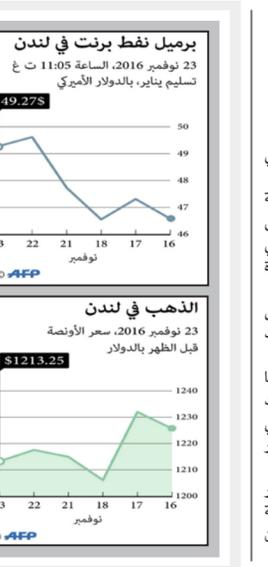 برميل نفط برنت في لندن
23 نوفمبر 2016، الساعة 11:05 ت غ
تسليم يناير، بالدولار الأميركي
49.27$
50
49
48
47
46
3 22 21 18 17 16
نوفمبر
© AFP
الذهب في لندن
23 نوفمبر 2016، سعر الأونصة
قبل الظهر بالدولار
$1213.25
1240
1230
1220
1210
1200
3 22 21 18 17 16
نوفمبر
AFP